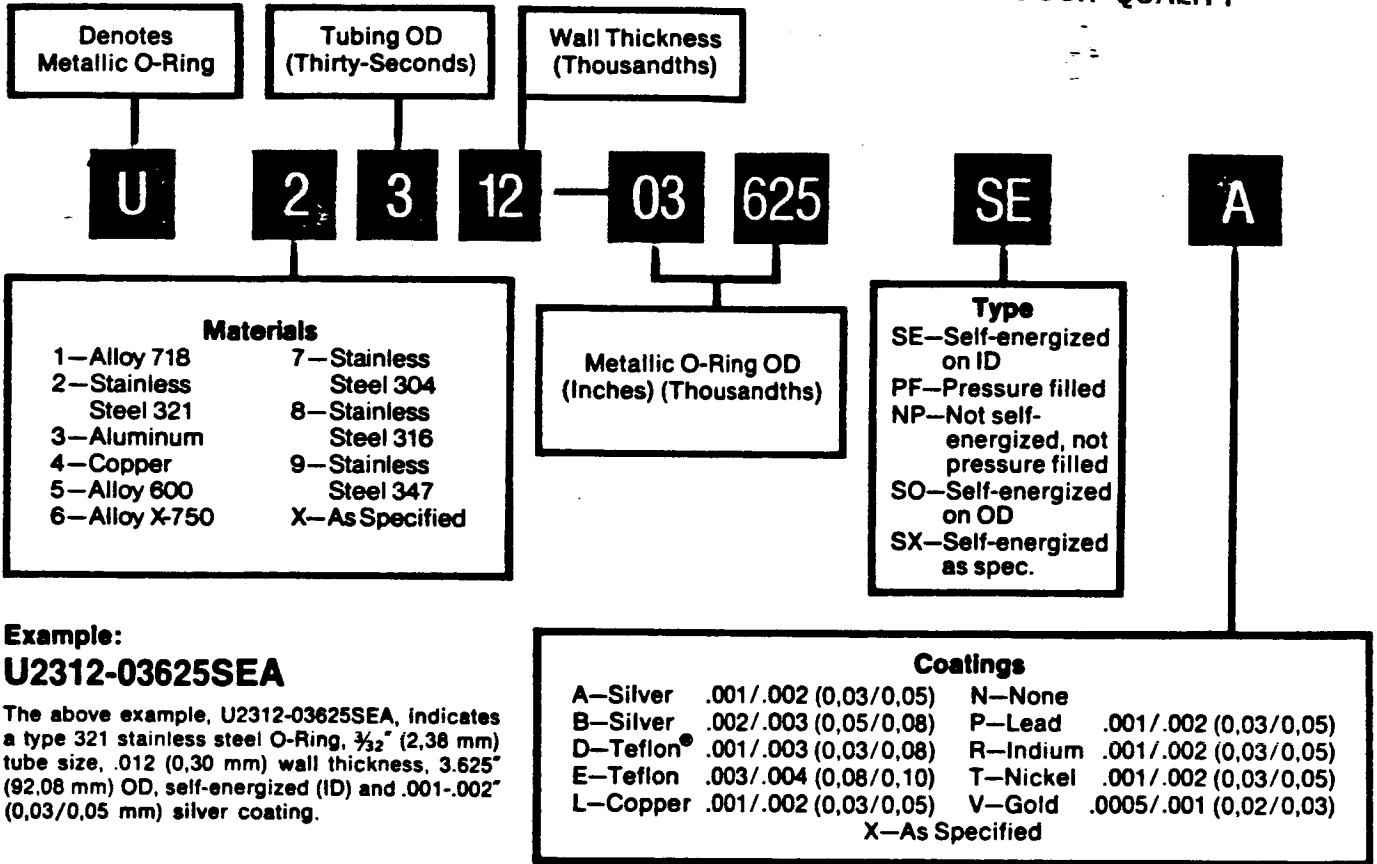 QUALITY
Denotes
Metallic O-Ring
Tubing OD
(Thirty-Seconds)
Wall Thickness
(Thousandths)
U 2 3 12 — 03 625 SE A
Materials
1—Alloy 718
2—Stainless
Steel 321
3—Aluminum
4—Copper
5—Alloy 600
6—Alloy X-750
7—Stainless
Steel 304
8—Stainless
Steel 316
9—Stainless
Steel 347
X—As Specified
Metallic O-Ring OD
(Inches) (Thousandths)
Type
SE—Self-energized
on ID
PF—Pressure filled
NP—Not self-
energized, not
pressure filled
SO—Self-energized
on OD
SX—Self-energized
as spec.
Example:
U2312-03625SEA
The above example, U2312-03625SEA, indicates
a type 321 stainless steel O-Ring, 3/32″ (2,38 mm)
tube size, .012 (0,30 mm) wall thickness, 3.625″
(92,08 mm) OD, self-energized (ID) and .001-.002″
(0,03/0,05 mm) silver coating.
Coatings
A—Silver .001/.002 (0,03/0,05)
B—Silver .002/.003 (0,05/0,08)
D—Teflon® .001/.003 (0,03/0,08)
E—Teflon .003/.004 (0,08/0,10)
L—Copper .001/.002 (0,03/0,05)
N—None
P—Lead .001/.002 (0,03/0,05)
R—Indium .001/.002 (0,03/0,05)
T—Nickel .001/.002 (0,03/0,05)
V—Gold .0005/.001 (0,02/0,03)
X—As Specified